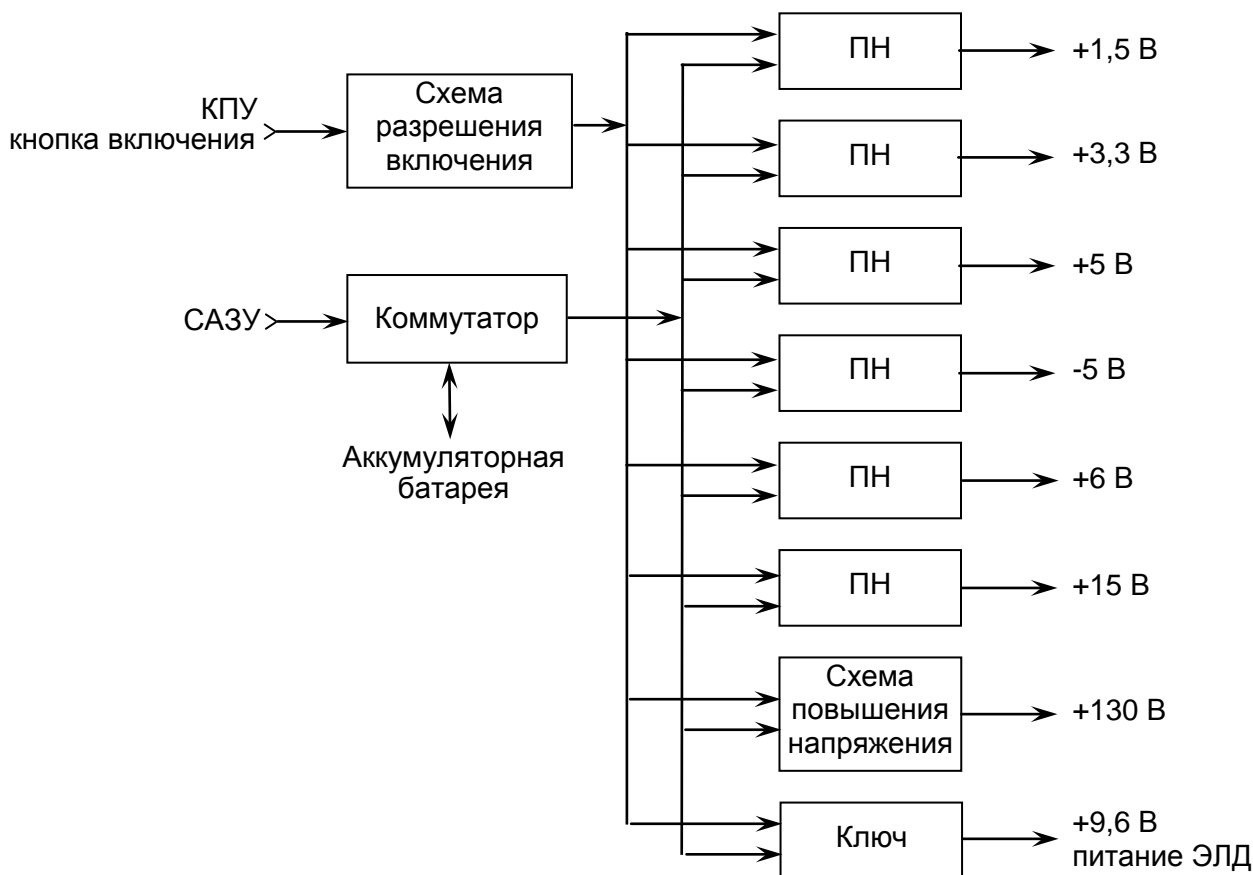 КПУ
кнопка включения
Схема
разрешения
включения
САЗУ
Коммутатор
Аккумуляторная
батарея
ПН
+1,5 В
ПН
+3,3 В
ПН
+5 В
ПН
-5 В
ПН
+6 В
ПН
+15 В
Схема
повышения
напряжения
+130 В
Ключ
+9,6 В
питание ЭЛД